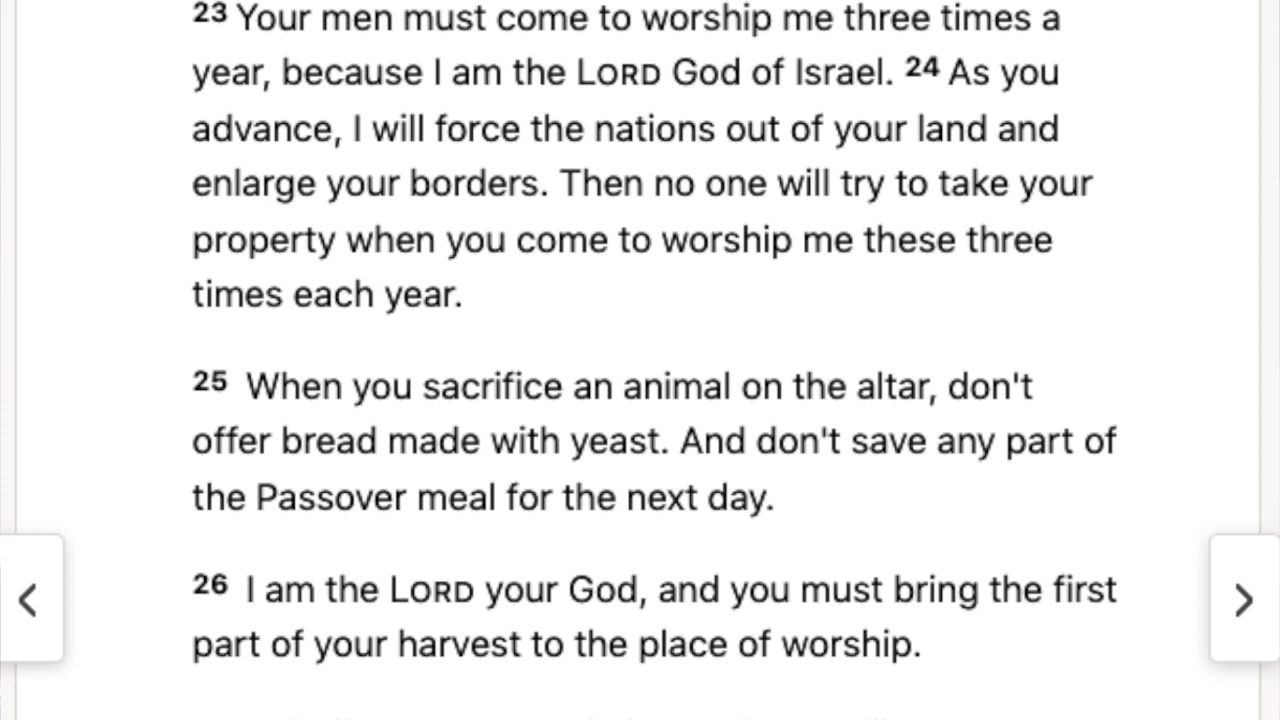 23 Your men must come to worship me three times a
year, because I am the LORD God of Israel. 24 As you
advance, I will force the nations out of your land and
enlarge your borders. Then no one will try to take your
property when you come to worship me these three
times each year.
25 When you sacrifice an animal on the altar, don't
offer bread made with yeast. And don't save any part of
the Passover meal for the next day.
26 I am the LORD your God, and you must bring the first
part of your harvest to the place of worship.